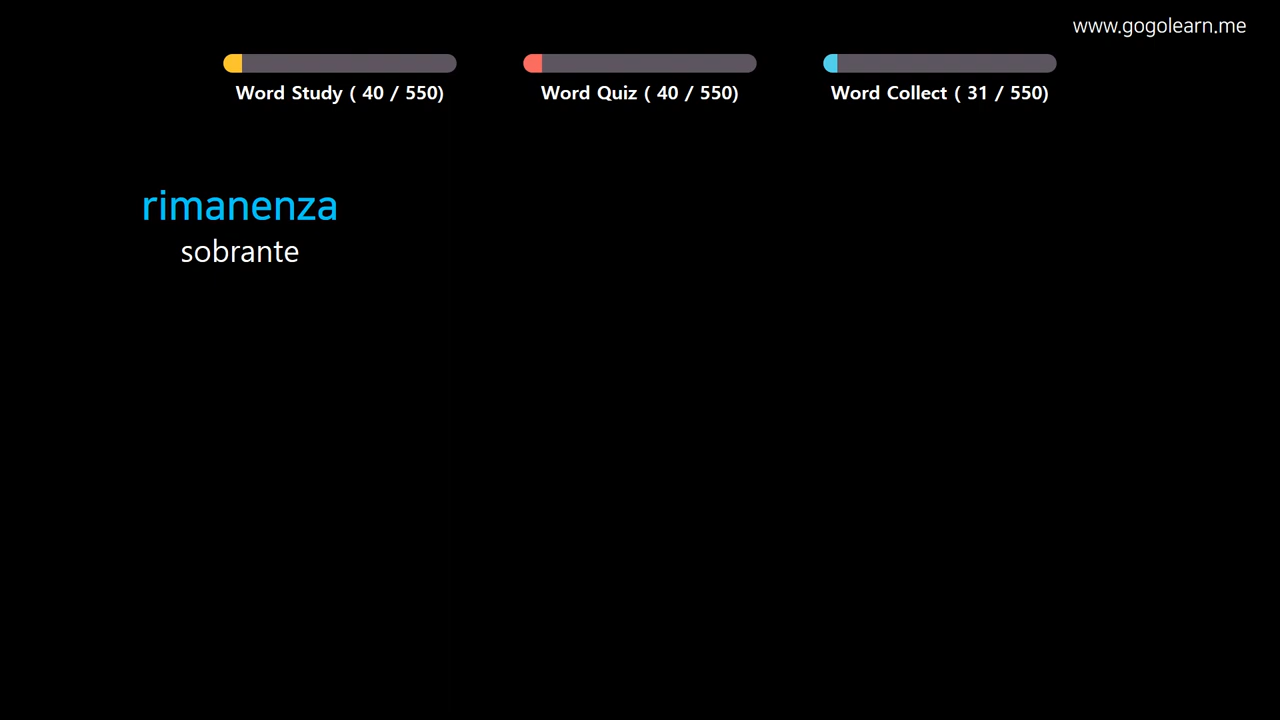 www.gogolearn.me
Word Study ( 40 / 550)
Word Quiz ( 40 / 550)
Word Collect ( 31 / 550)
rimanenza
sobrante